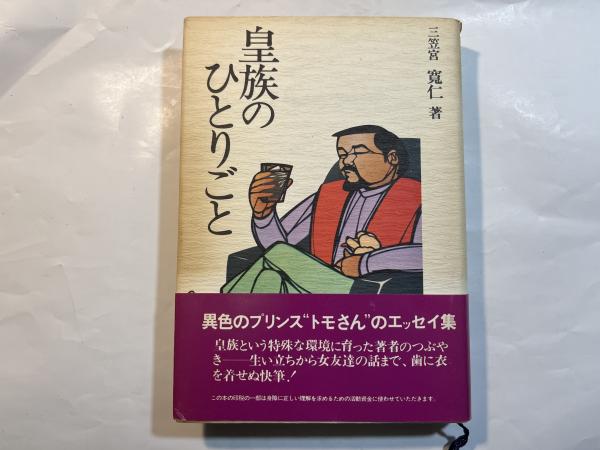 皇族の
ひとりごと
三笠宮 寛仁 著
異色のプリンス“トモさん”のエッセイ集
皇族という特殊な環境に育った著者のつぶや
き――生い立ちから女友達の話まで、歯に衣
を着せぬ快筆！
この本の印税の一部は身障に正しい理解を求めるための活動資金に使わせていただきます。